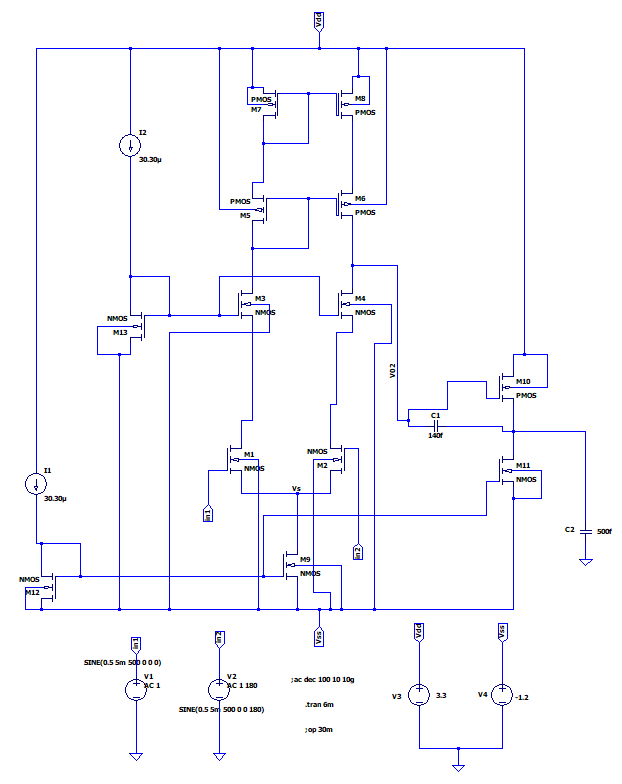 Vdd
PMOS
M7
M8
PMOS
I2
30.30µ
PMOS
M5
M6
PMOS
M3
NMOS
M4
NMOS
NMOS
M13
V02
M10
PMOS
C1
140f
M1
NMOS
NMOS
M2
M11
NMOS
I1
30.30µ
Vs
in1
in2
C2
500f
M9
NMOS
NMOS
M12
Vss
in1
in2
Vdd
Vss
SINE(0.5 5m 500 0 0 0)
V1
AC 1
V2
AC 1 180
SINE(0.5 5m 500 0 0 180)
;ac dec 100 10 10g
.tran 6m
;op 30m
V3
3.3
V4
-1.2